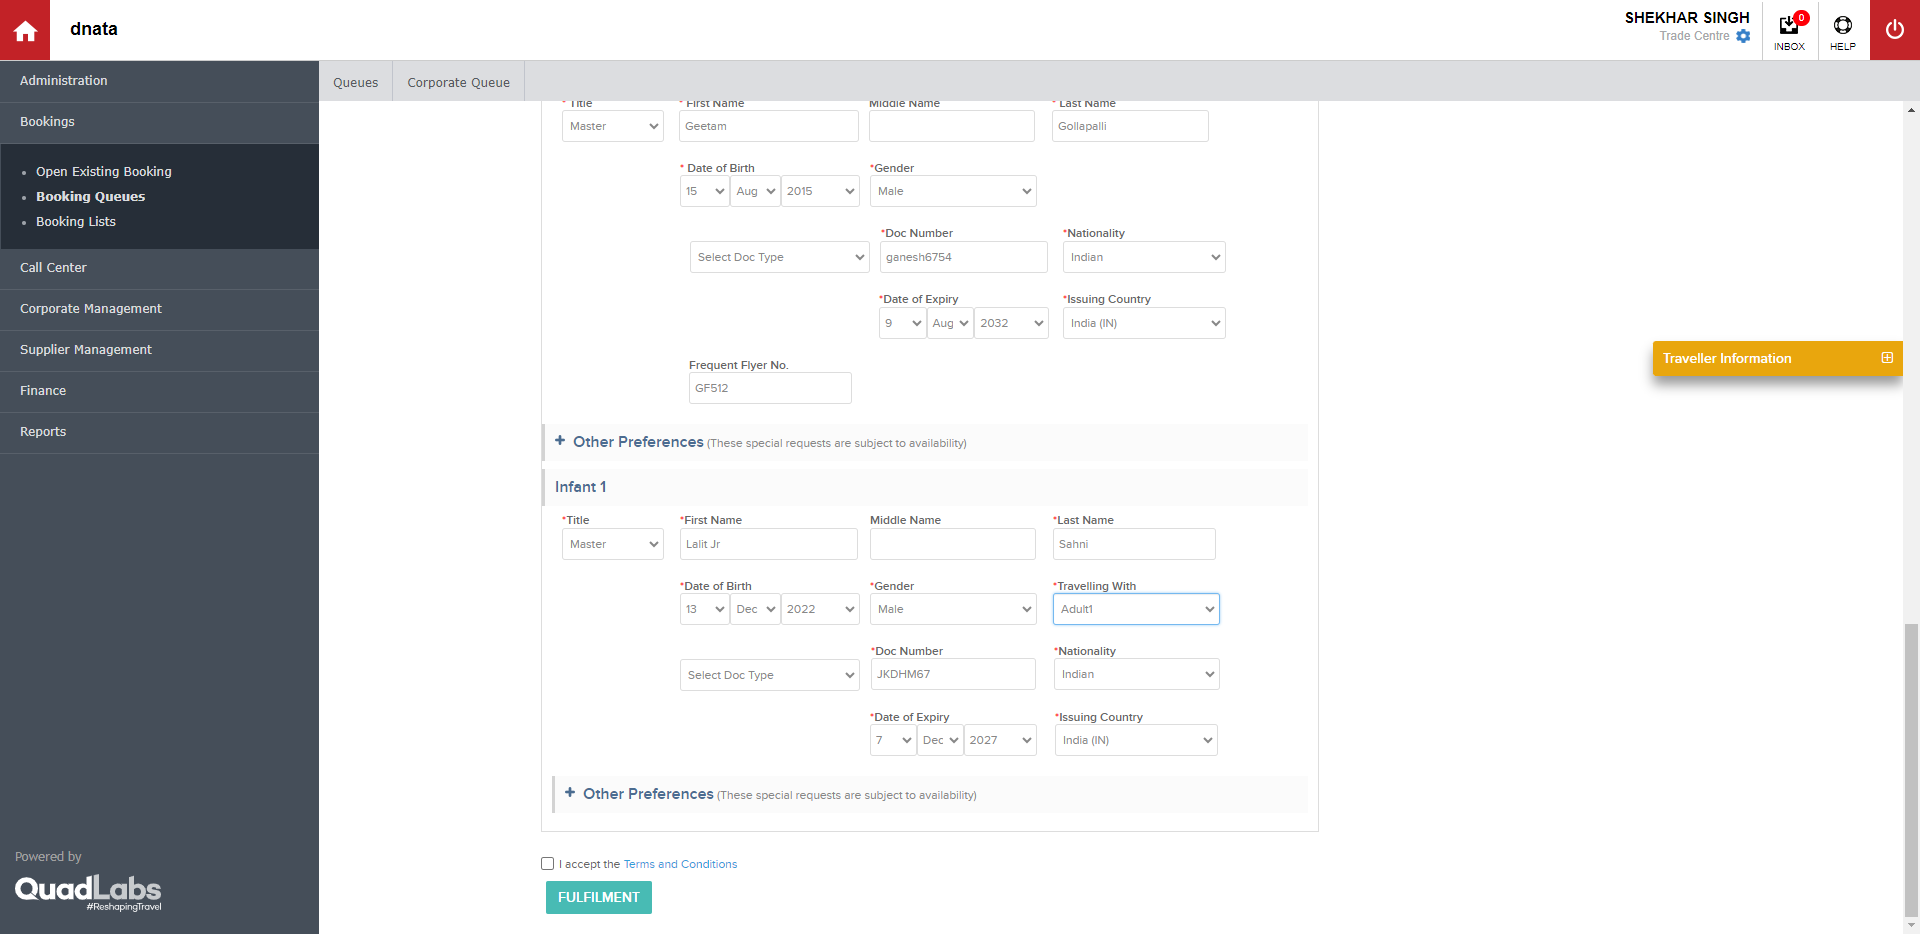 dnata
SHEKHAR SINGH
Trade Centre
0
INBOX
HELP
Administration
Bookings
Open Existing Booking
Booking Queues
Booking Lists
Call Center
Corporate Management
Supplier Management
Finance
Reports
Powered by
QuadLabs
#ReshapingTravel
Queues
Corporate Queue
* Title * First Name Middle Name * Last Name
Master Geetam Gollapalli
* Date of Birth *Gender
15 Aug 2015 Male
*Doc Number *Nationality
Select Doc Type ganesh6754 Indian
*Date of Expiry *Issuing Country
9 Aug 2032 India (IN)
Frequent Flyer No.
GF512
+ Other Preferences (These special requests are subject to availability)
Infant 1
*Title *First Name Middle Name *Last Name
Master Lalit Jr Sahni
*Date of Birth *Gender *Travelling With
13 Dec 2022 Male Adult1
*Doc Number *Nationality
Select Doc Type JKDHM67 Indian
*Date of Expiry *Issuing Country
7 Dec 2027 India (IN)
+ Other Preferences (These special requests are subject to availability)
I accept the Terms and Conditions
FULFILMENT
Traveller Information